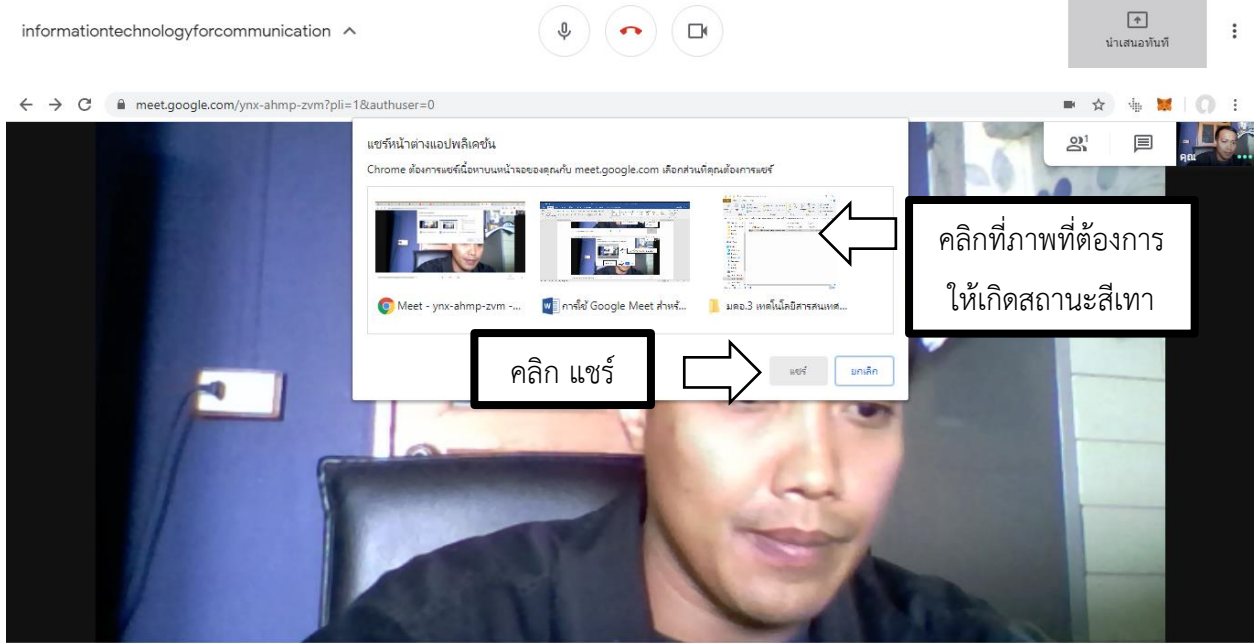 informationtechnologyforcommunication
นำเสนอทันที
meet.google.com/ynx-ahmp-zvm?pli=1&authuser=0
แชร์หน้าต่างแอปพลิเคชัน
Chrome ต้องการแชร์เนื้อหาบนหน้าจอของคุณกับ meet.google.com เลือกส่วนที่คุณต้องการแชร์
1
คุณ
คลิกที่ภาพที่ต้องการ
ให้เกิดสถานะสีเทา
Meet - ynx-ahmp-zvm -...
การใช้ Google Meet สำหรั...
มคอ.3 เทคโนโลยีสารสนเทศ...
คลิก แชร์
แชร์
ยกเลิก